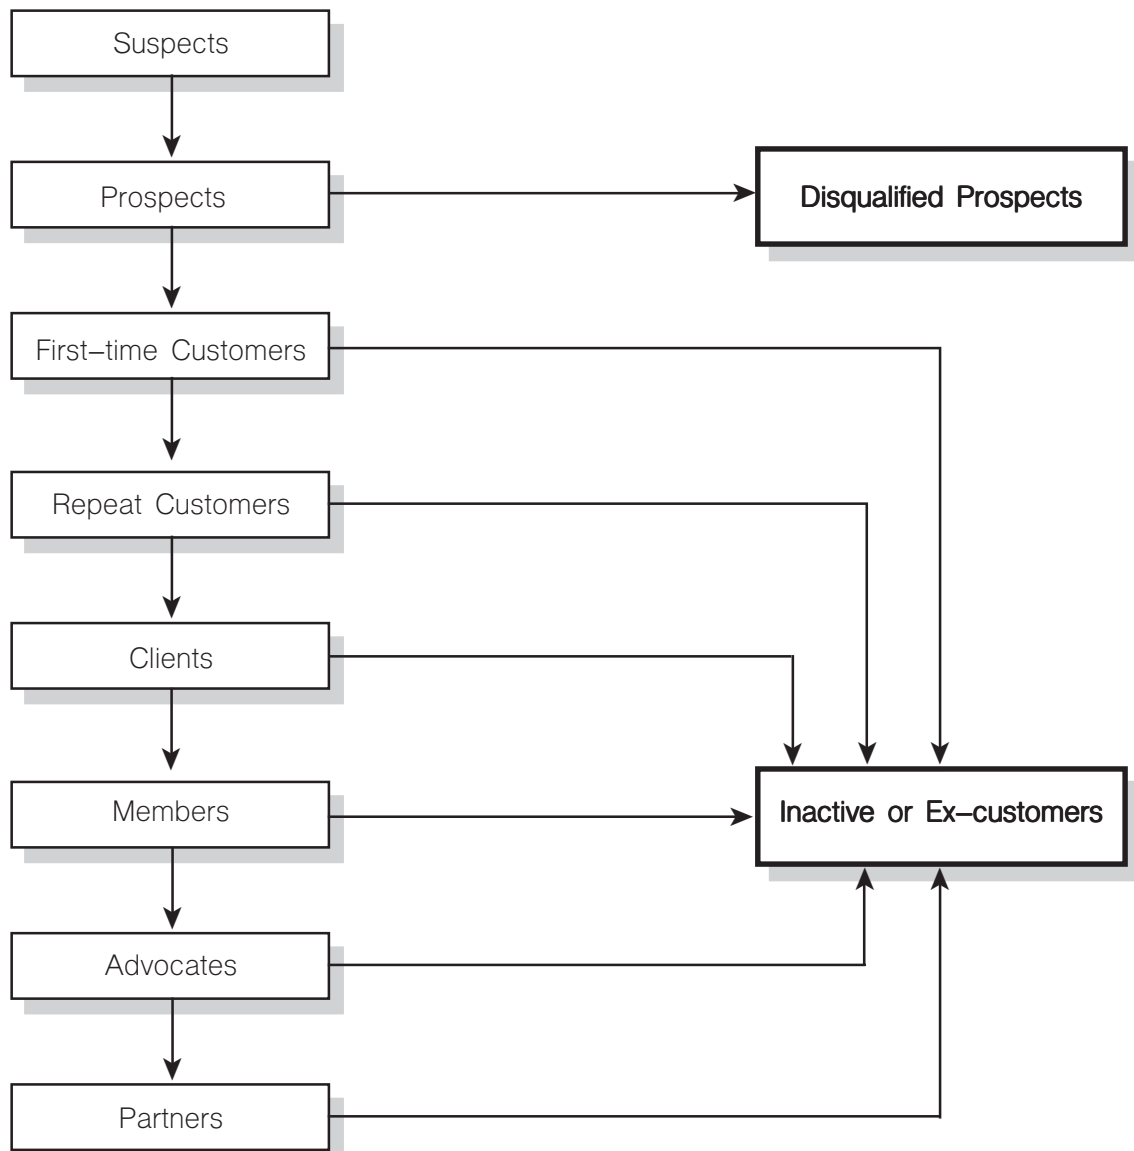 Suspects
Prospects
Disqualified Prospects
First–time Customers
Repeat Customers
Clients
Members
Inactive or Ex–customers
Advocates
Partners